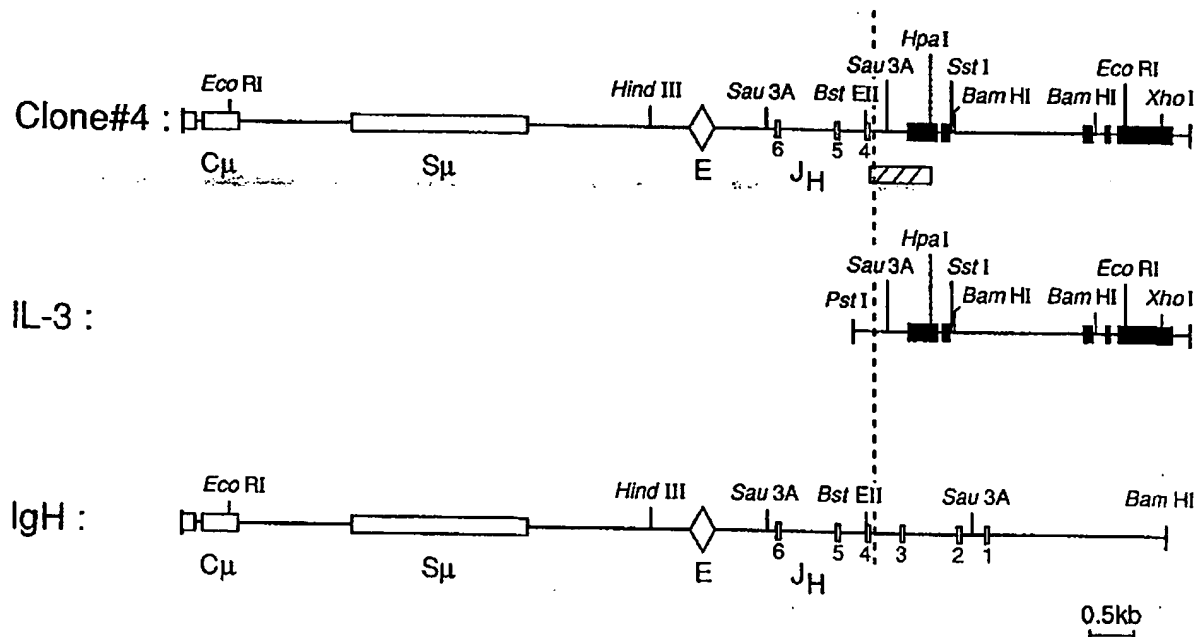 Hpa I
Eco RI Hind III Sau 3A Bst EII Sau 3A Sst I Eco RI
Bam HI Bam HI Xho I
Clone#4 :
6 5 4
Cμ Sμ E JH
Hpa I
Sau 3A Sst I Eco RI
Pst I Bam HI Bam HI Xho I
IL-3 :
Eco RI Hind III Sau 3A Bst EII Sau 3A Bam HI
IgH :
6 5 4 3 2 1
Cμ Sμ E JH
0.5kb